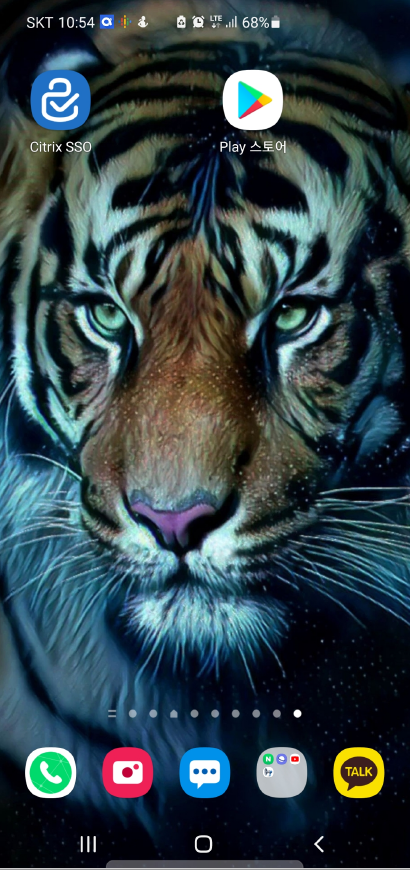 SKT 10:54 LTE 68%
Citrix SSO
Play 스토어
TALK